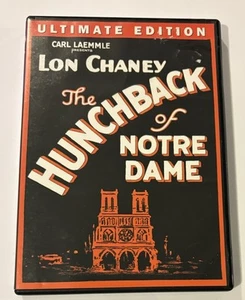 ULTIMATE EDITION
CARL LAEMMLE
PRESENTS
LON CHANEY
The
HUNCHBACK
of
NOTRE
DAME